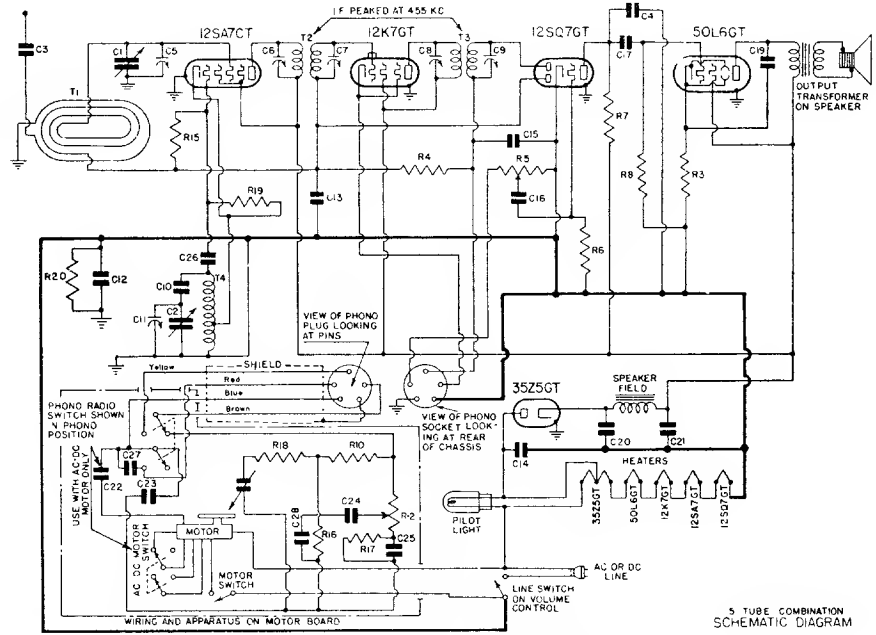 I F PEAKED AT 455 KC
C4
12SA7GT
12K7GT
12SQ7GT
50L6GT
C3
C1
C5
C6
T2
C7
C8
T3
C9
C17
C19
T1
OUTPUT
TRANSFORMER
ON SPEAKER
R15
R7
C15
R4
R5
R8
R3
R19
C13
C16
R6
C26
R20
C12
C10
T4
C11
C2
VIEW OF PHONO
PLUG LOOKING
AT PINS
SHIELD
Yellow
Red
Blue
Brown
35Z5GT
SPEAKER
FIELD
VIEW OF PHONO
SOCKET LOOK-
ING AT REAR
OF CHASSIS
PHONO RADIO
SWITCH SHOWN
N PHONO
POSITION
C20
C21
C14
HEATERS
R18
R10
USE WITH AC-DC
MOTOR ONLY
C27
C22
C23
35Z5GT
50L6GT
12K7GT
12SA7GT
12SQ7GT
PILOT
LIGHT
C24
R2
C28
R16
R17
C25
MOTOR
AC-DC MOTOR
SWITCH
MOTOR
SWITCH
AC OR DC
LINE
LINE SWITCH
ON VOLUME
CONTROL
WIRING AND APPARATUS ON MOTOR BOARD
5 TUBE COMBINATION
SCHEMATIC DIAGRAM